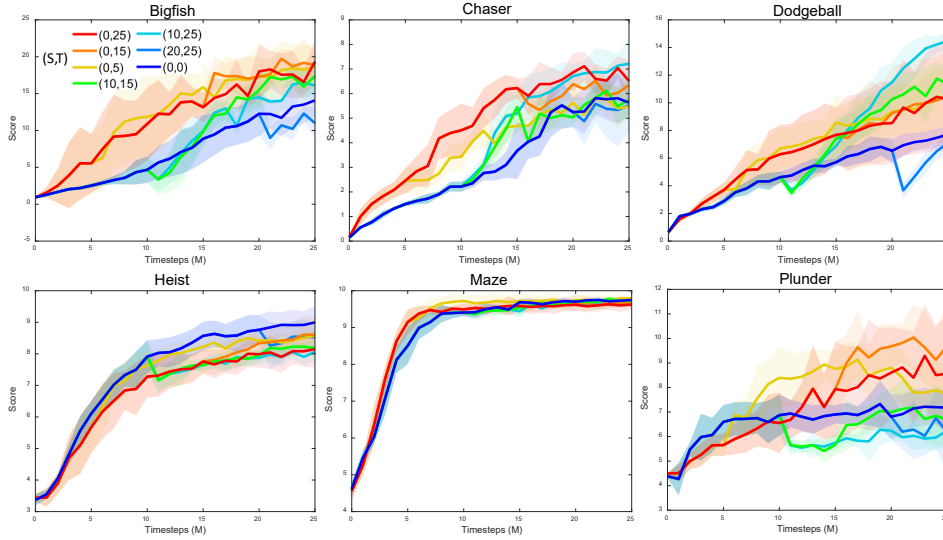 Bigfish
Chaser
Dodgeball
(S,T)
(0,25)
(0,15)
(0,5)
(10,15)
(10,25)
(20,25)
(0,0)
Score
25
20
15
10
5
0
-5
0 5 10 15 20 25
Timesteps (M)
Score
9
8
7
6
5
4
3
2
1
0
0 5 10 15 20 25
Timesteps (M)
Score
16
14
12
10
8
6
4
2
0
0 5 10 15 20 25
Timesteps (M)
Heist
Maze
Plunder
Score
10
9
8
7
6
5
4
3
0 5 10 15 20 25
Timesteps (M)
Score
10
9
8
7
6
5
4
0 5 10 15 20 25
Timesteps (M)
Score
12
11
10
9
8
7
6
5
4
3
0 5 10 15 20
Timesteps (M)